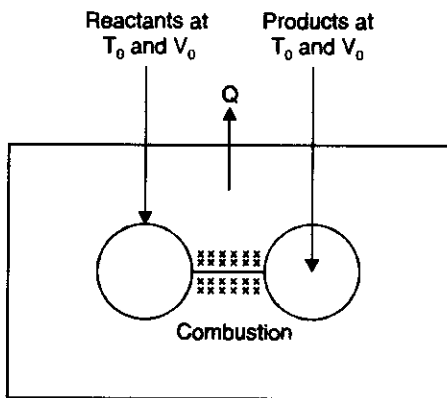 Reactants at
T₀ and V₀
Products at
T₀ and V₀
Q
Combustion